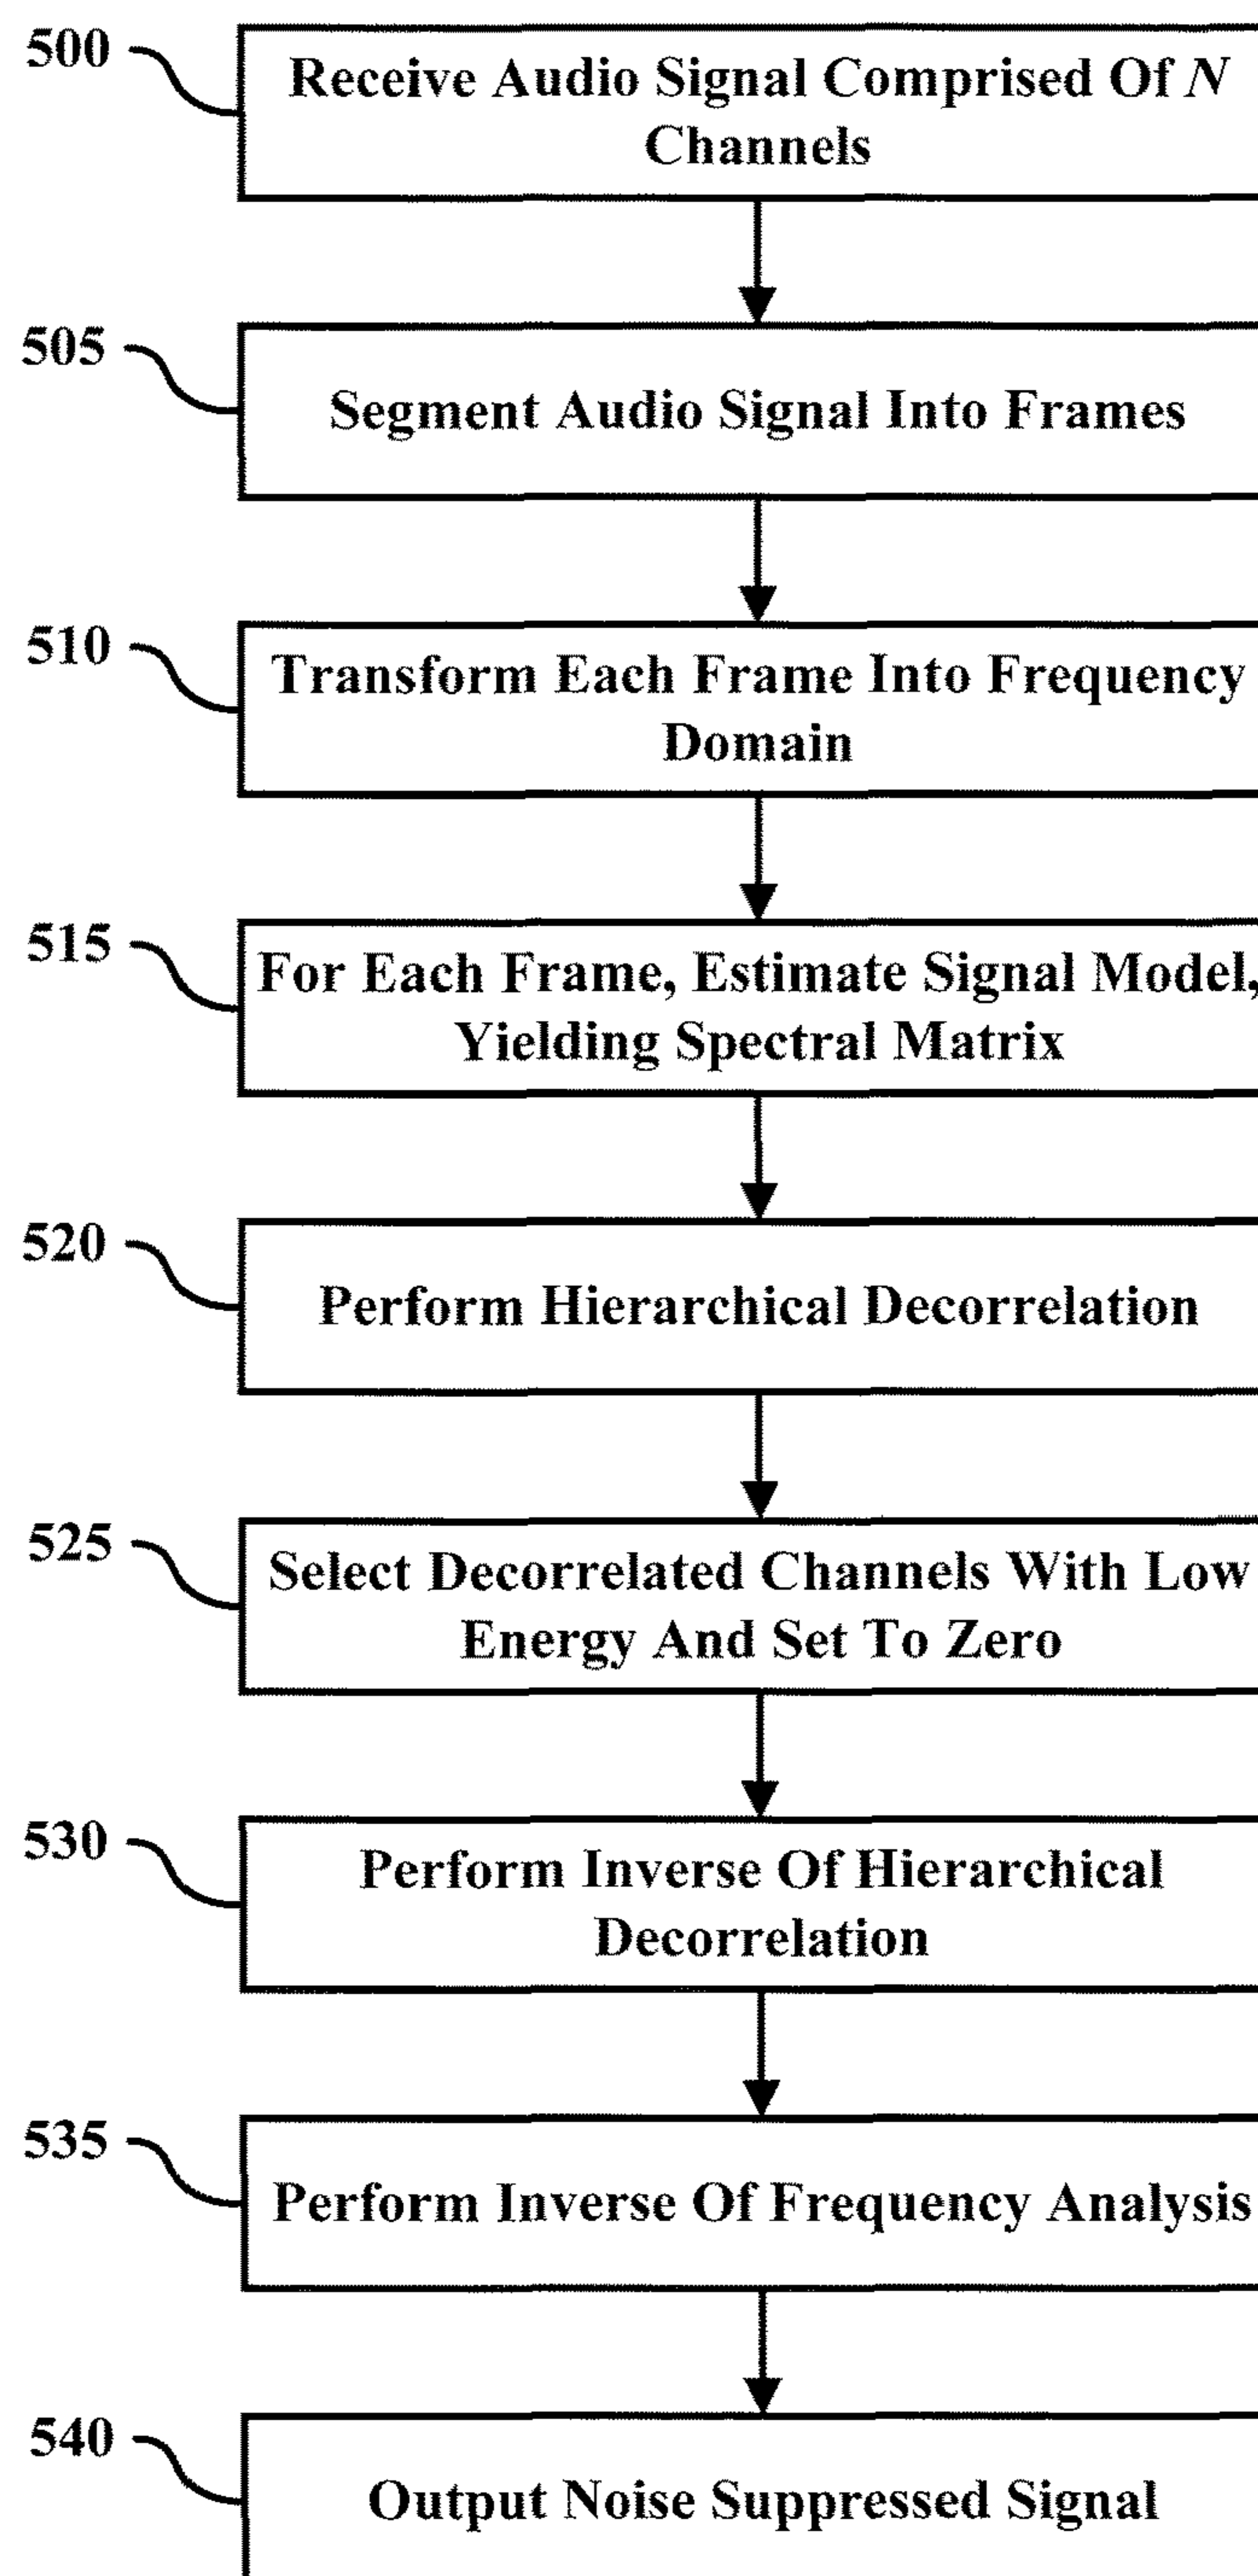 500
Receive Audio Signal Comprised Of N
Channels
505
Segment Audio Signal Into Frames
510
Transform Each Frame Into Frequency
Domain
515
For Each Frame, Estimate Signal Model,
Yielding Spectral Matrix
520
Perform Hierarchical Decorrelation
525
Select Decorrelated Channels With Low
Energy And Set To Zero
530
Perform Inverse Of Hierarchical
Decorrelation
535
Perform Inverse Of Frequency Analysis
540
Output Noise Suppressed Signal